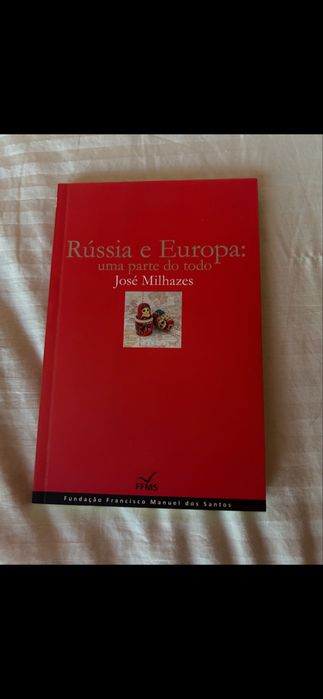 Rússia e Europa:
uma parte do todo
José Milhazes
FFMS
Fundação Francisco Manuel dos Santos